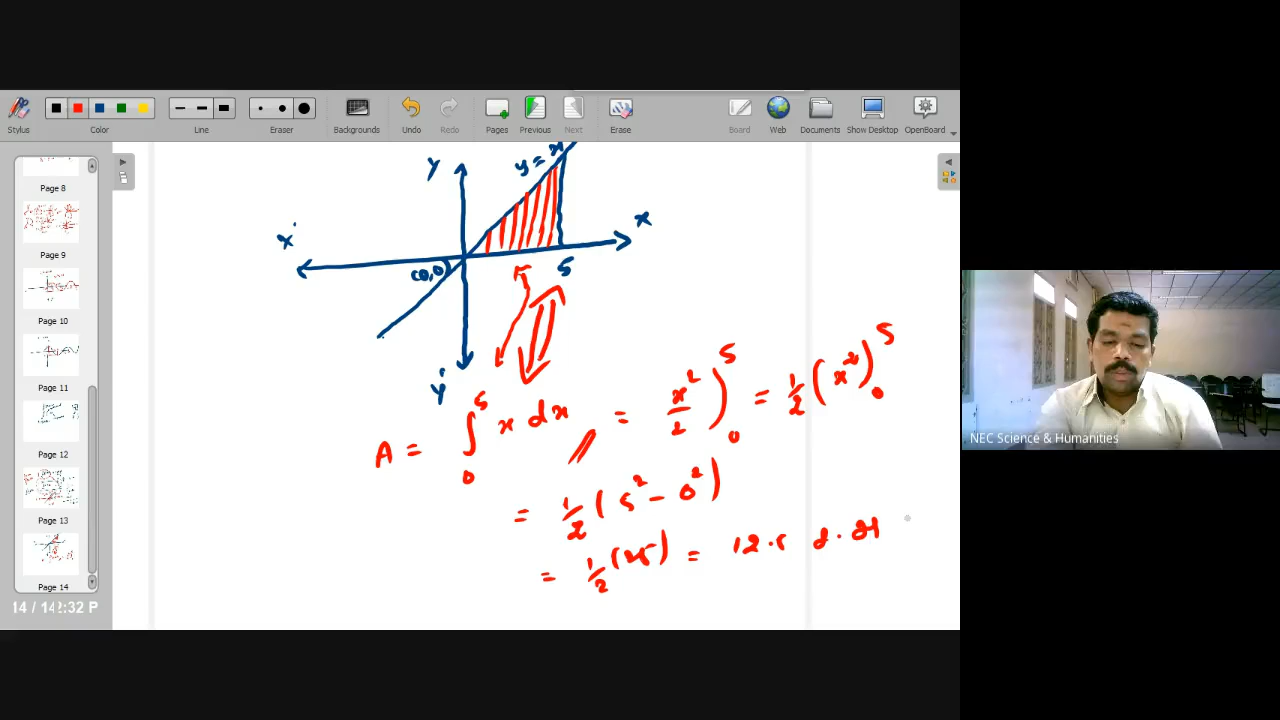 Stylus Color Line Eraser Backgrounds Undo Redo Pages Previous Next Erase Board Web Documents Show Desktop OpenBoard
Page 8
Page 9
Page 10
Page 11
Page 12
Page 13
Page 14
Y
y = x
X
X'
(0,0)
5
Y'
A = ∫₀⁵ x dx = x²/2 )₀⁵ = 1/2 (x²)₀⁵
= 1/2 (5² - 0²)
= 1/2 (25) = 12.5
NEC Science & Humanities